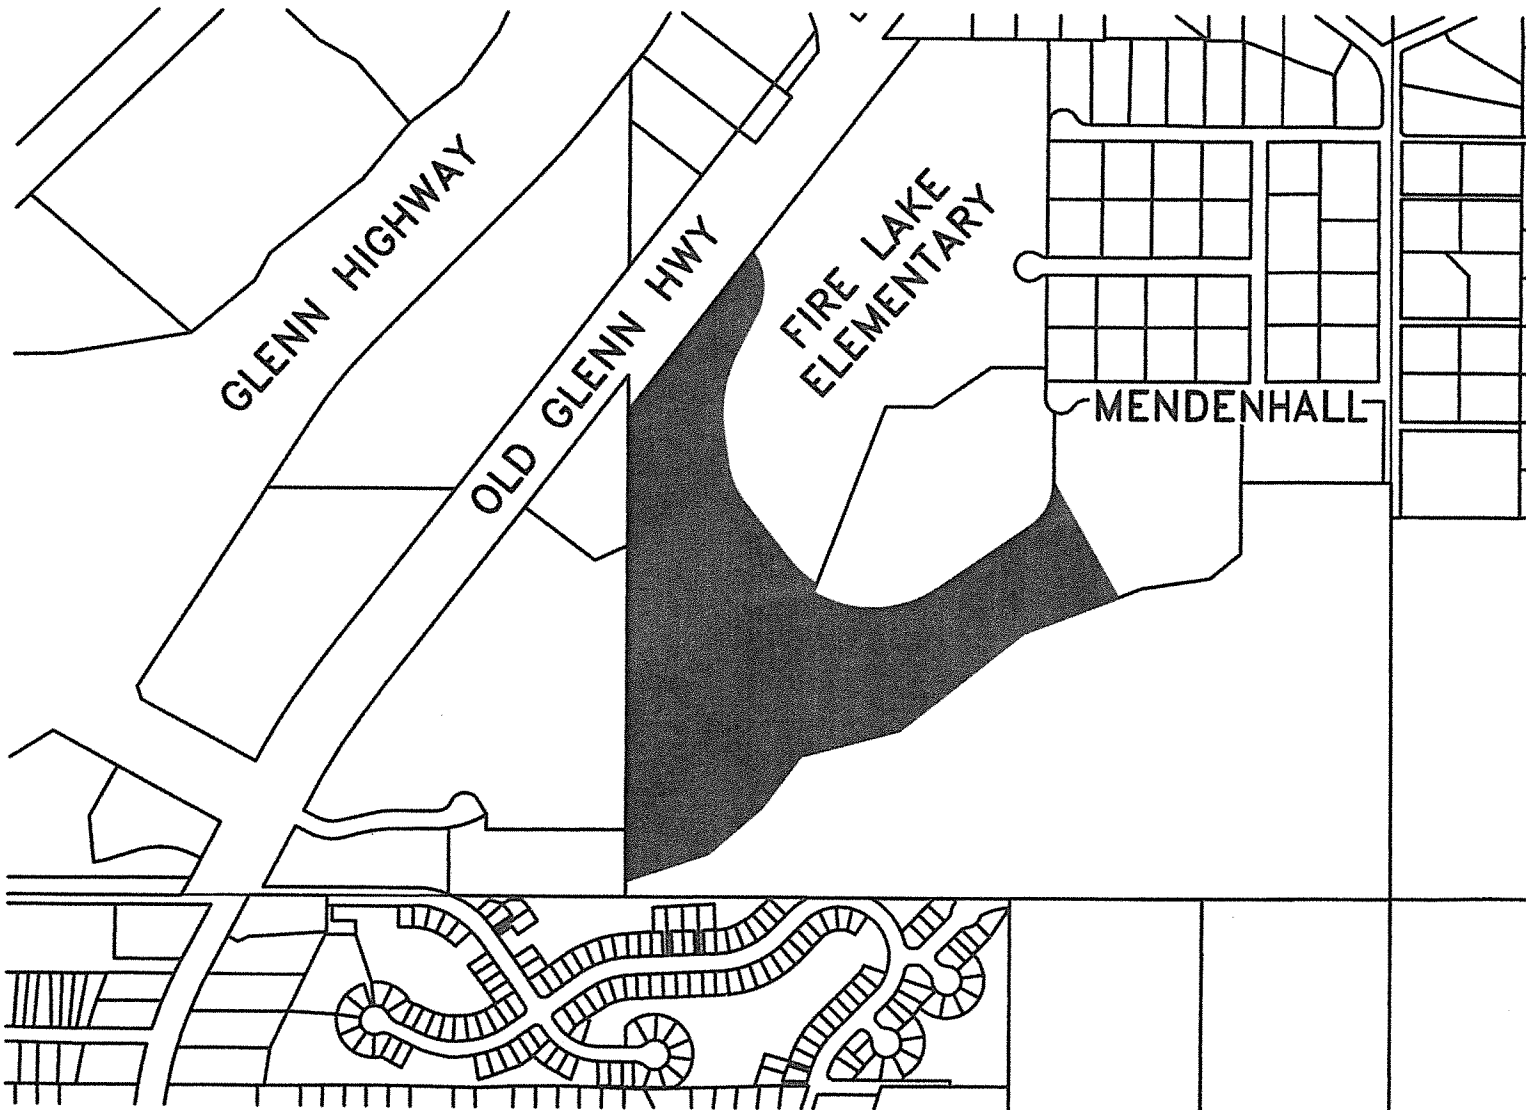 GLENN HIGHWAY
OLD GLENN HWY
FIRE LAKE
ELEMENTARY
MENDENHALL